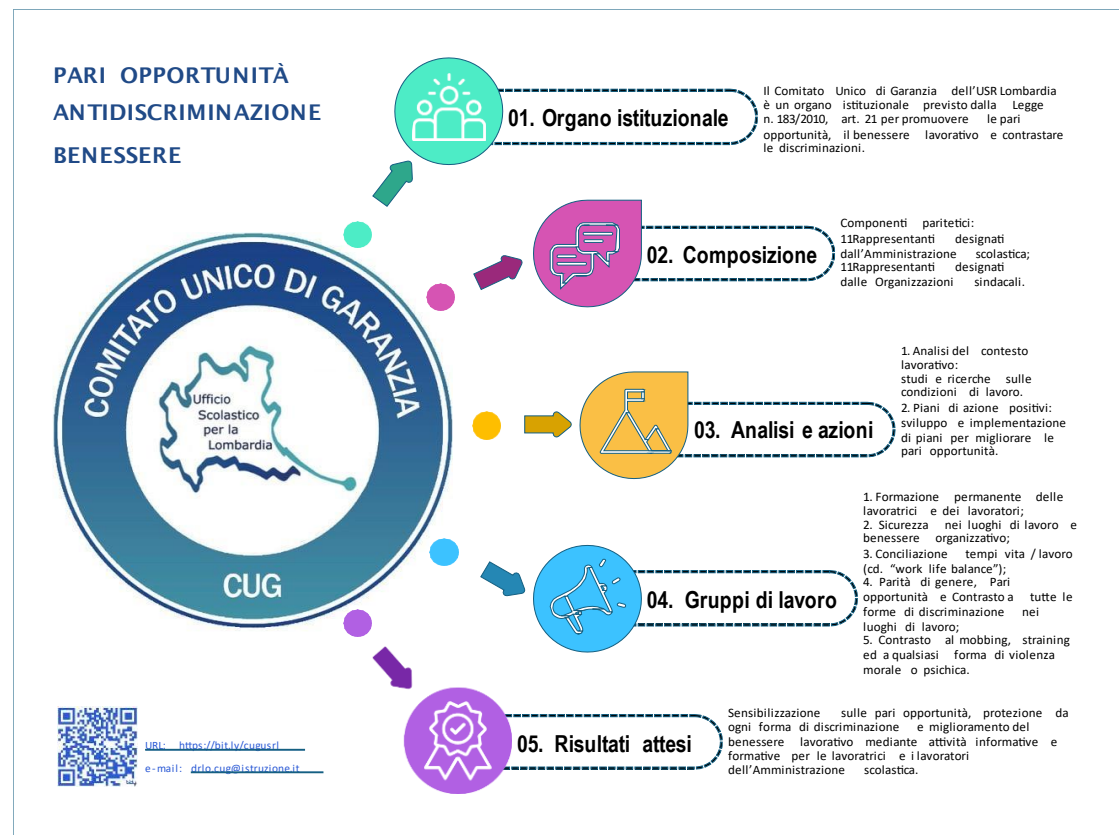 PARI OPPORTUNITÀ
ANTIDISCRIMINAZIONE
BENESSERE
COMITATO UNICO DI GARANZIA
Ufficio
Scolastico
per la
Lombardia
CUG
01. Organo istituzionale
Il Comitato Unico di Garanzia dell'USR Lombardia
è un organo istituzionale previsto dalla Legge
n. 183/2010, art. 21 per promuovere le pari
opportunità, il benessere lavorativo e contrastare
le discriminazioni.
02. Composizione
Componenti paritetici:
11Rappresentanti designati
dall'Amministrazione scolastica;
11Rappresentanti designati
dalle Organizzazioni sindacali.
03. Analisi e azioni
1. Analisi del contesto
lavorativo:
studi e ricerche sulle
condizioni di lavoro.
2. Piani di azione positivi:
sviluppo e implementazione
di piani per migliorare le
pari opportunità.
04. Gruppi di lavoro
1. Formazione permanente delle
lavoratrici e dei lavoratori;
2. Sicurezza nei luoghi di lavoro e
benessere organizzativo;
3. Conciliazione tempi vita / lavoro
(cd. "work life balance");
4. Parità di genere, Pari
opportunità e Contrasto a tutte le
forme di discriminazione nei
luoghi di lavoro;
5. Contrasto al mobbing, straining
ed a qualsiasi forma di violenza
morale o psichica.
05. Risultati attesi
Sensibilizzazione sulle pari opportunità, protezione da
ogni forma di discriminazione e miglioramento del
benessere lavorativo mediante attività informative e
formative per le lavoratrici e i lavoratori
dell'Amministrazione scolastica.
URL: https://bit.ly/cugusrl
e-mail: drlo.cug@istruzione.it